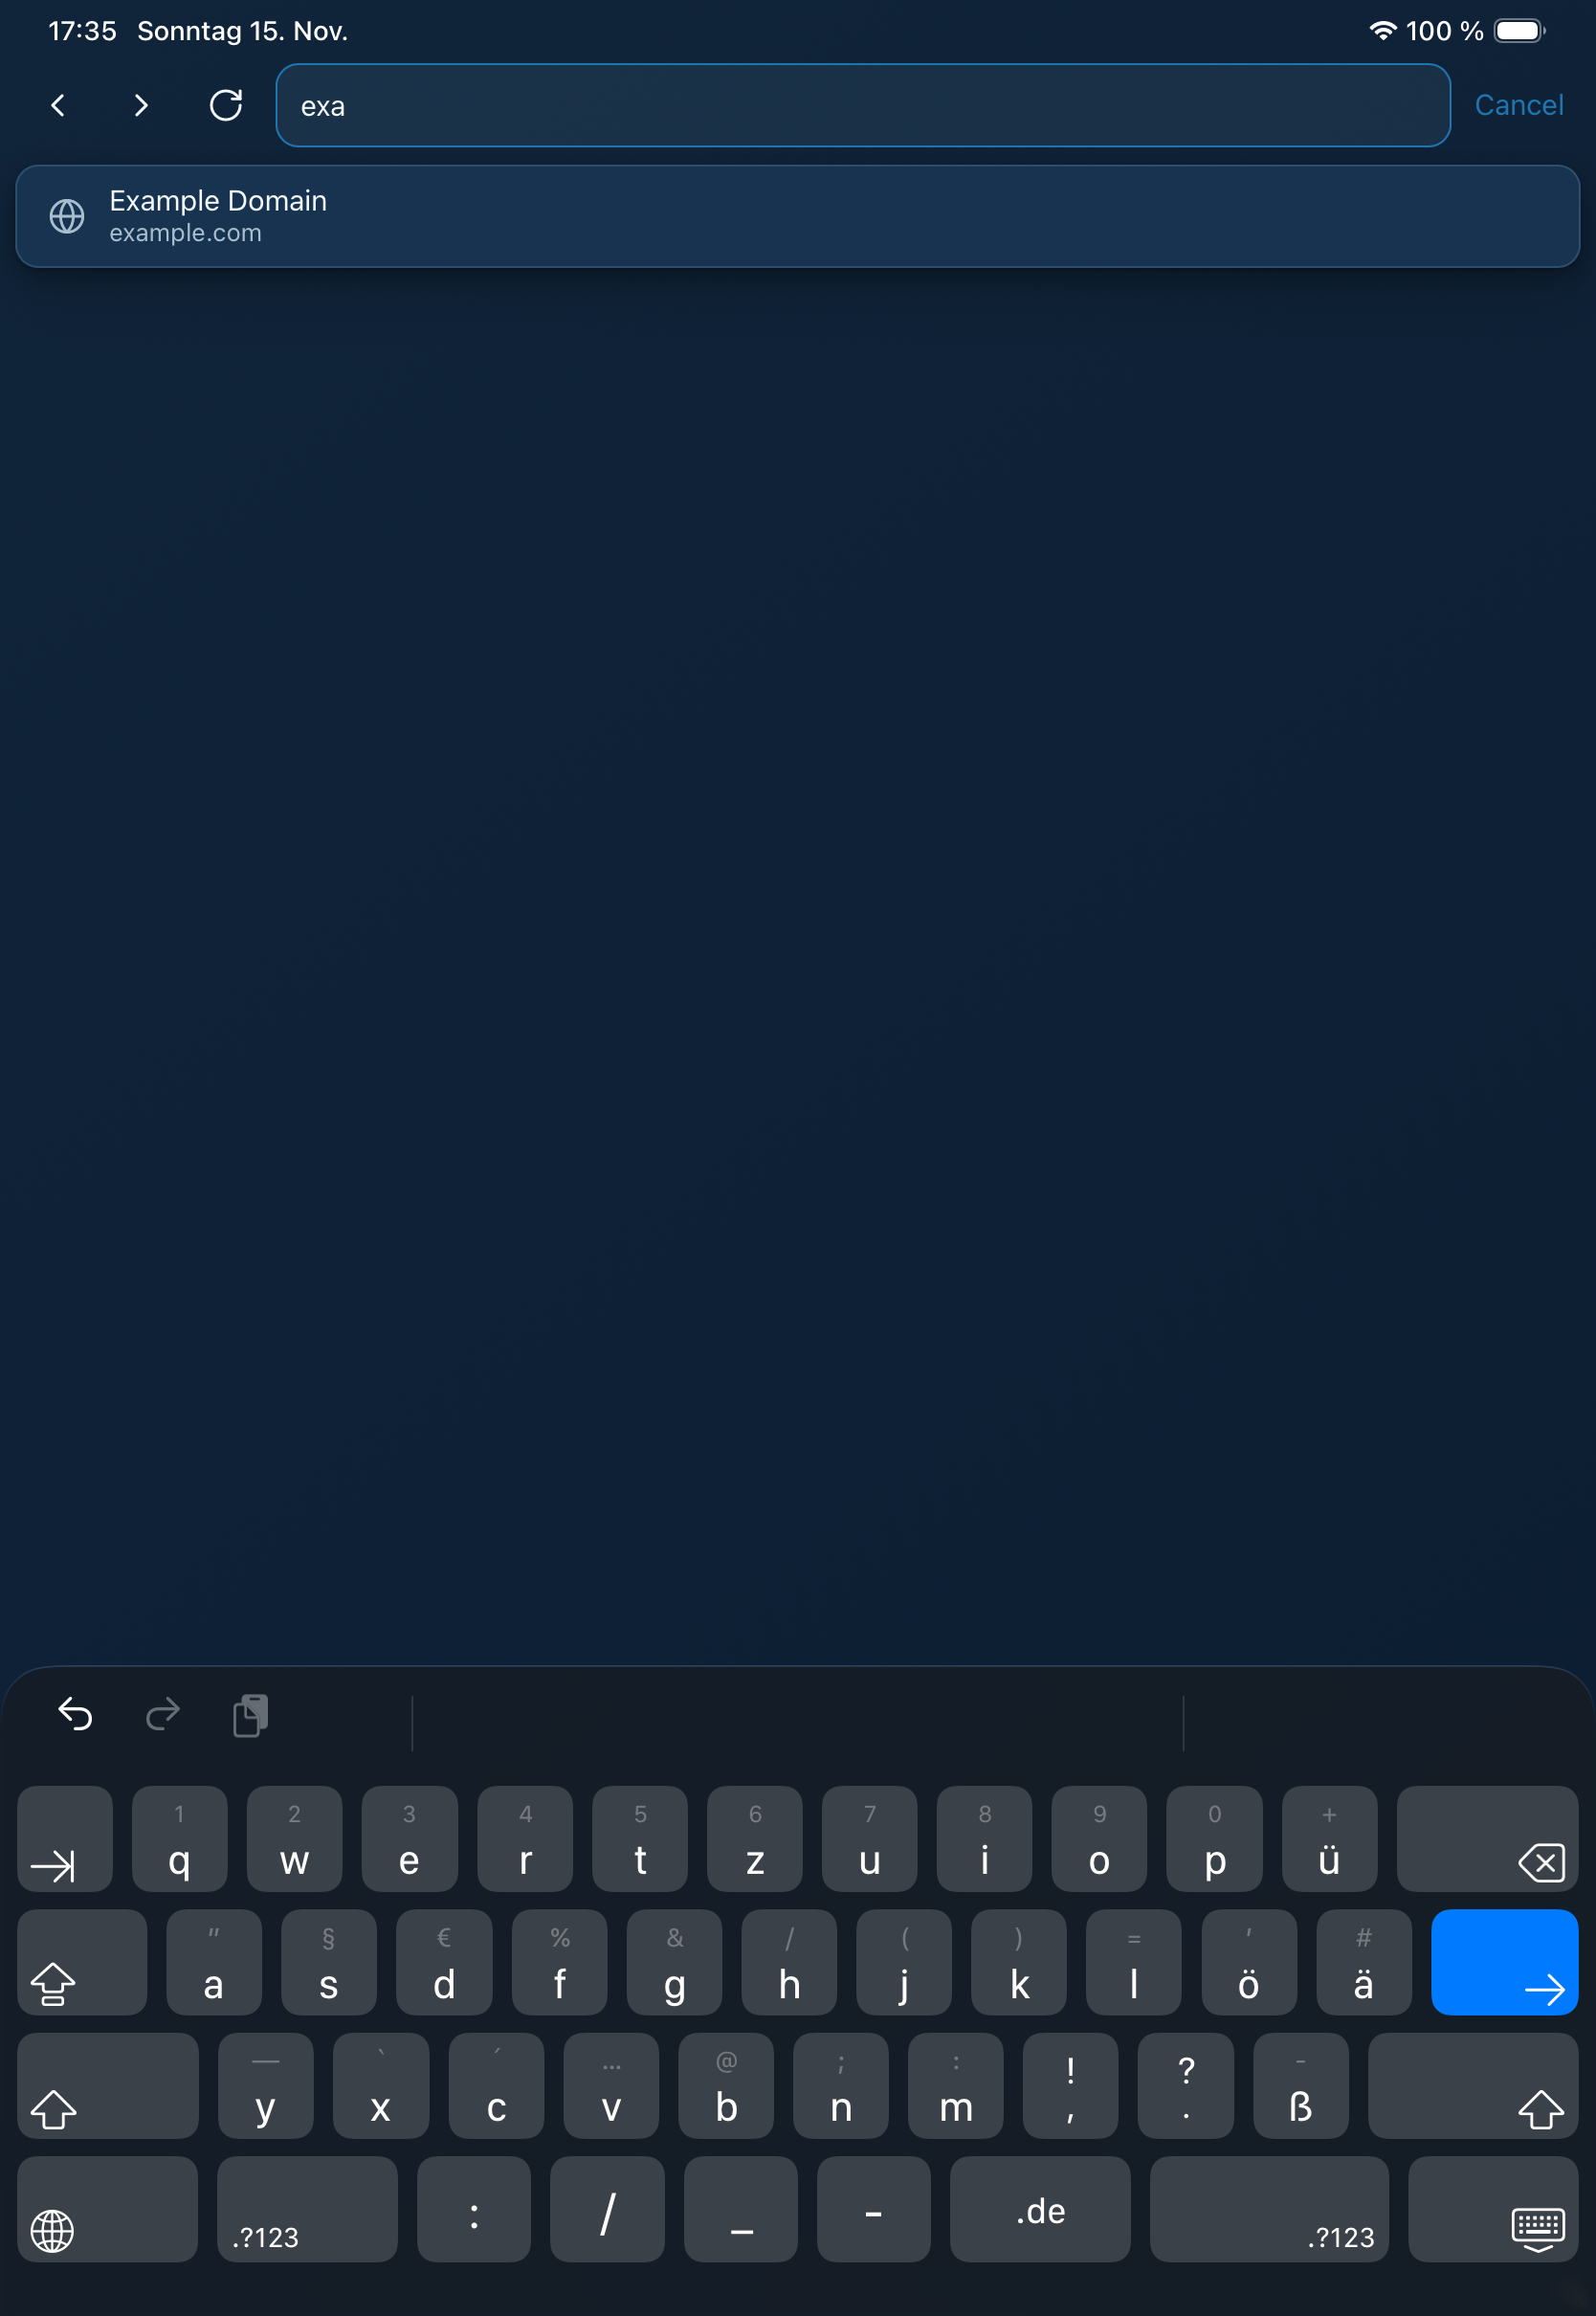 17:35 Sonntag 15. Nov. 100 %
exa Cancel
Example Domain
example.com
1 2 3 4 5 6 7 8 9 0 +
q w e r t z u i o p ü
" § € % & / ( ) = ' #
a s d f g h j k l ö ä
— ` ´ … @ ; : ! ? -
y x c v b n m , . ß
.?123 : / _ - .de .?123